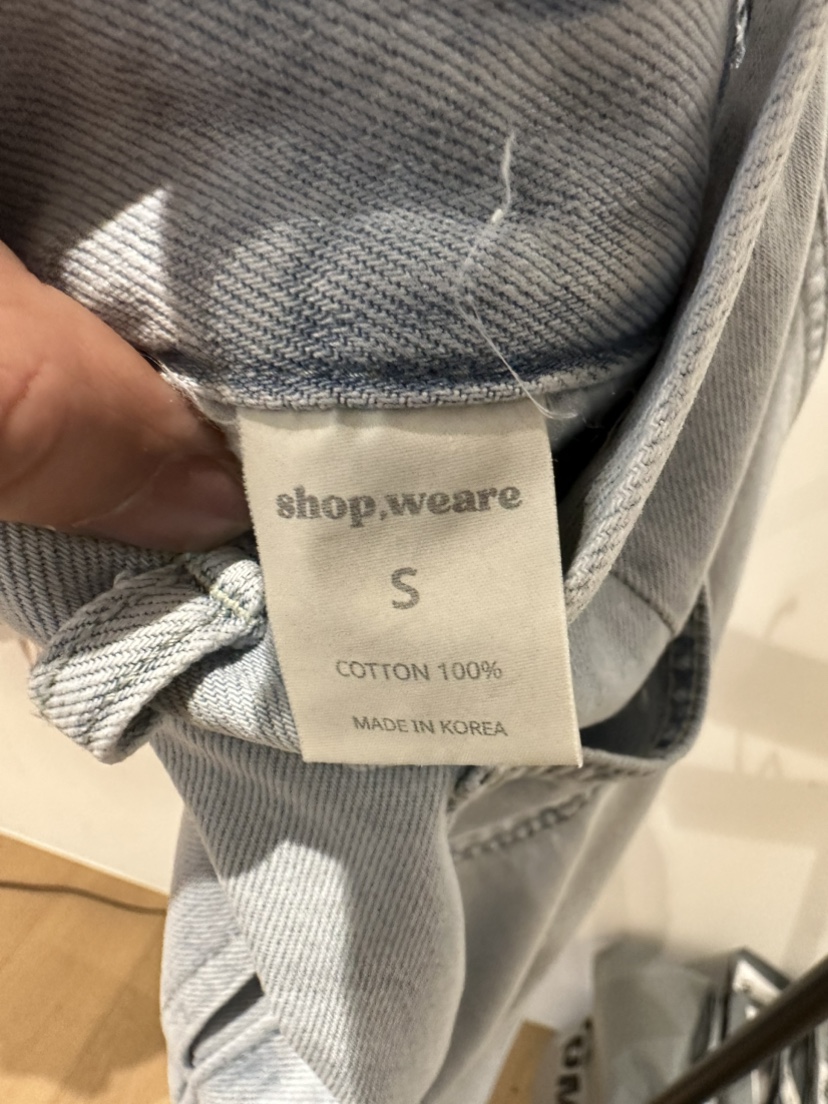 shop,weare
S
COTTON 100%
MADE IN KOREA